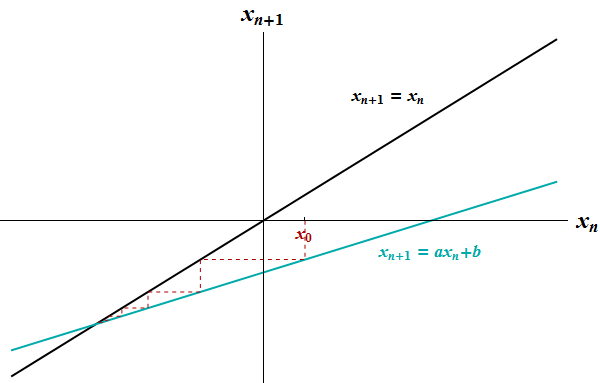 xₙ₊₁
xₙ₊₁ = xₙ
xₙ
x₀
xₙ₊₁ = axₙ+b